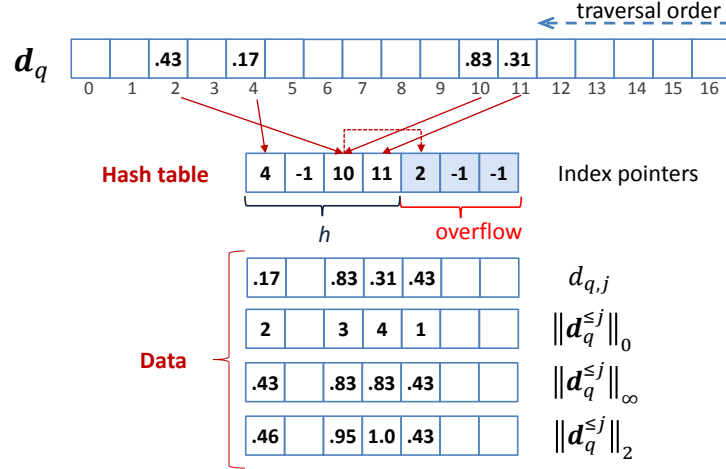 traversal order
d_q .43 .17 .83 .31
0 1 2 3 4 5 6 7 8 9 10 11 12 13 14 15 16
Hash table 4 -1 10 11 2 -1 -1 Index pointers
h overflow
.17 .83 .31 .43 d_{q,j}
2 3 4 1 ‖d_q^{≤j}‖_0
Data
.43 .83 .83 .43 ‖d_q^{≤j}‖_∞
.46 .95 1.0 .43 ‖d_q^{≤j}‖_2